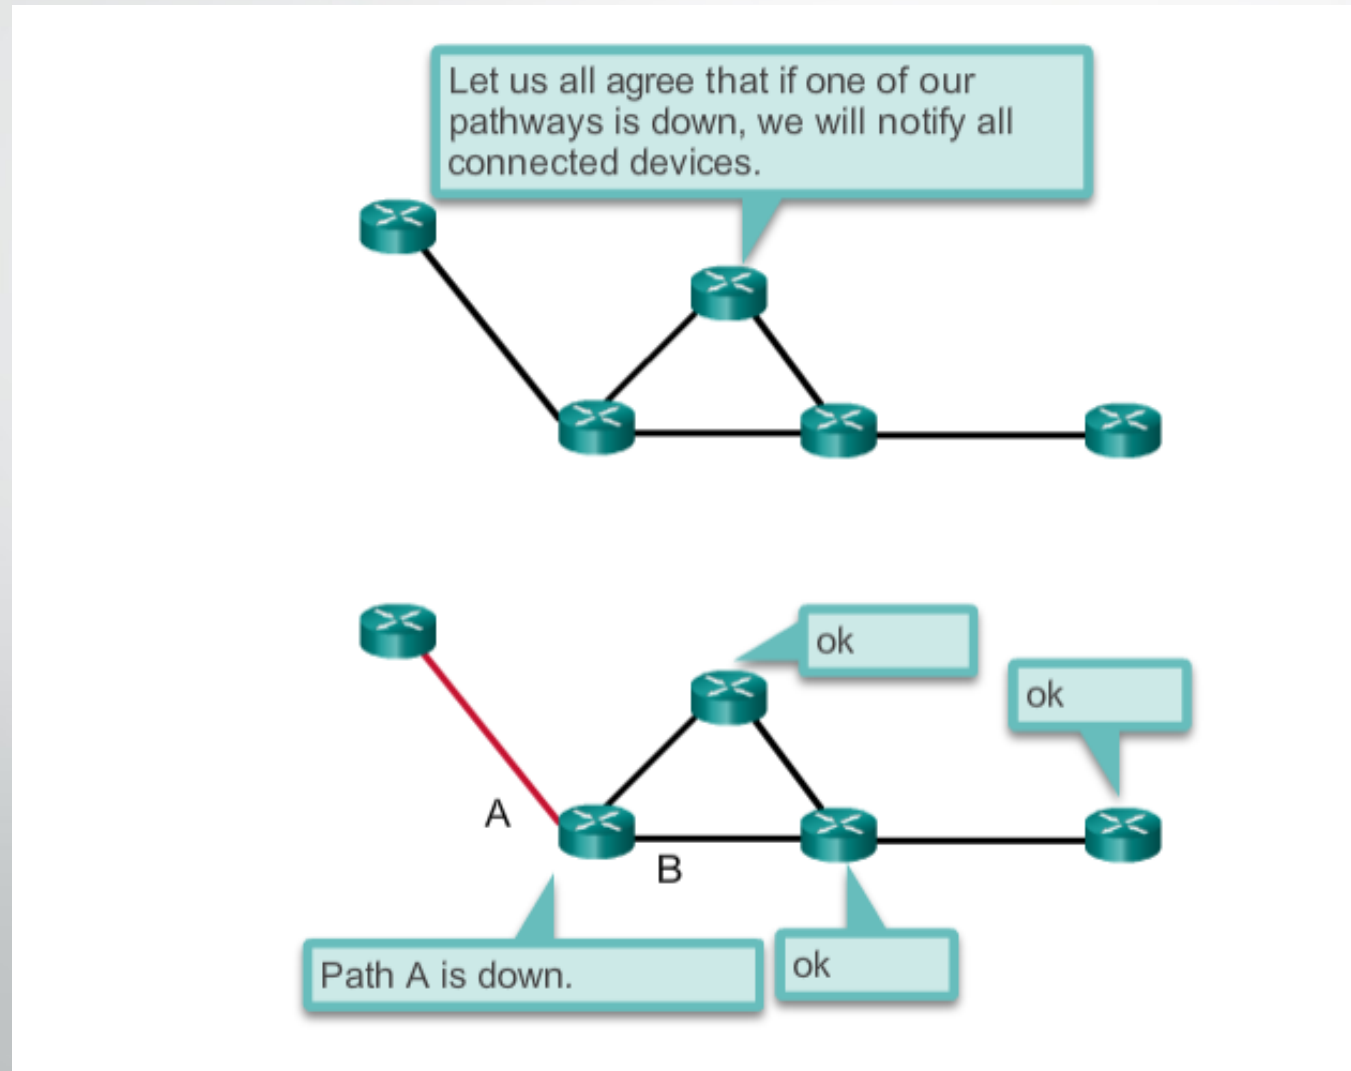 Let us all agree that if one of our
pathways is down, we will notify all
connected devices.
ok
ok
A
B
Path A is down.
ok